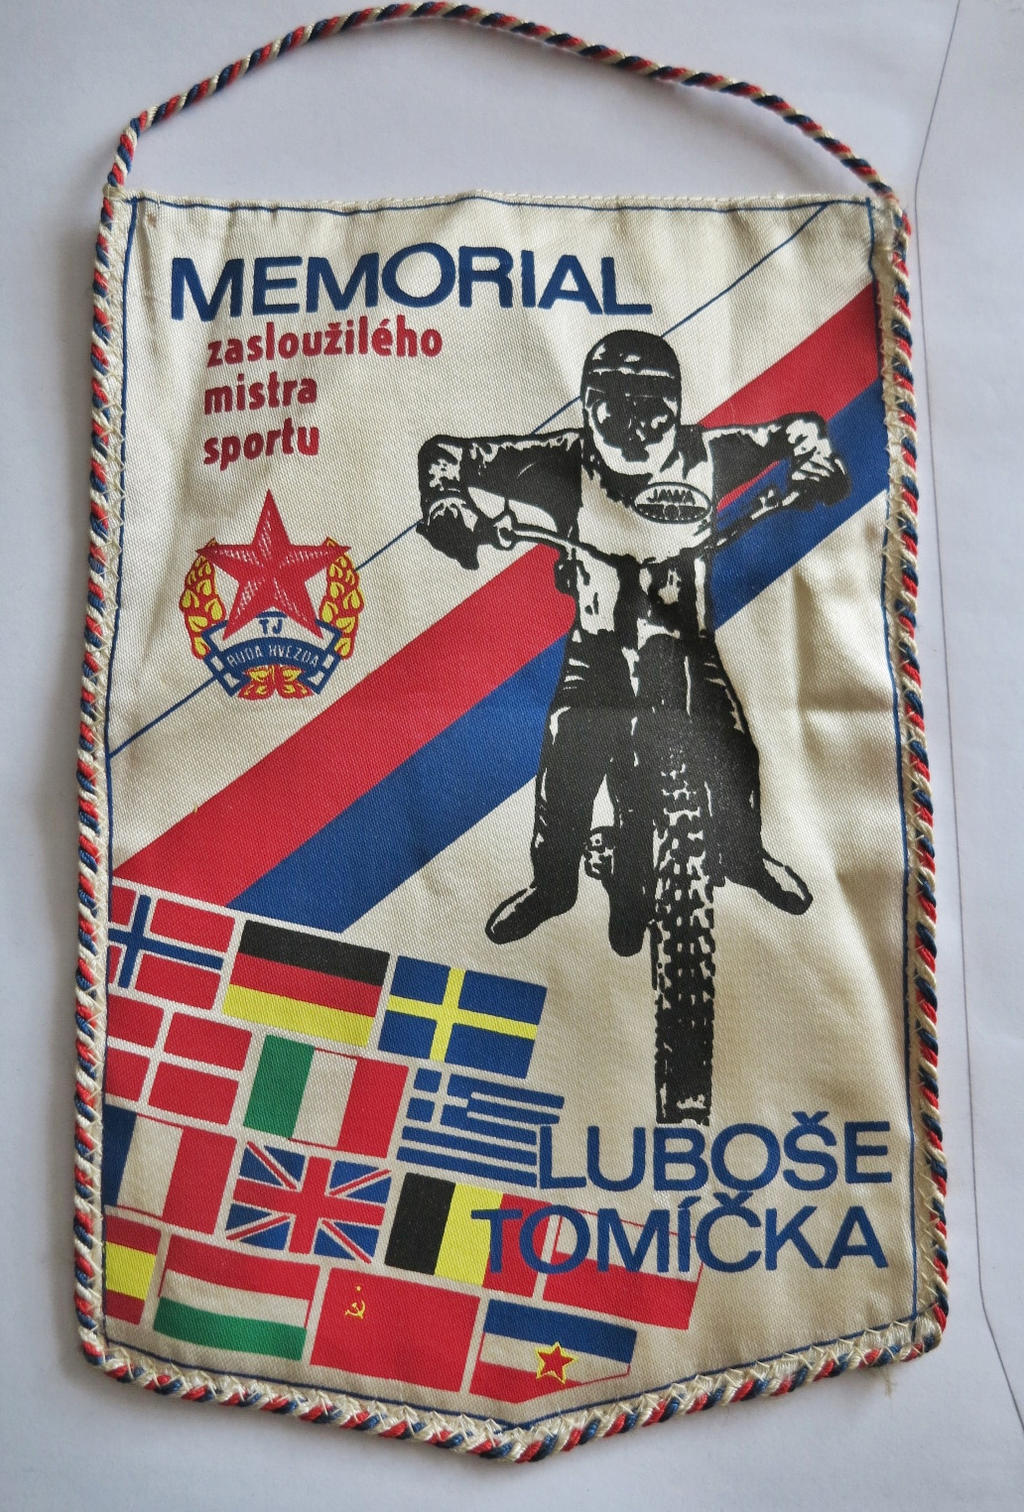 MEMORIAL
zasloužilého
mistra
sportu
JAWA
TJ
RUDÁ HVĚZDA
LUBOŠE
TOMÍČKA